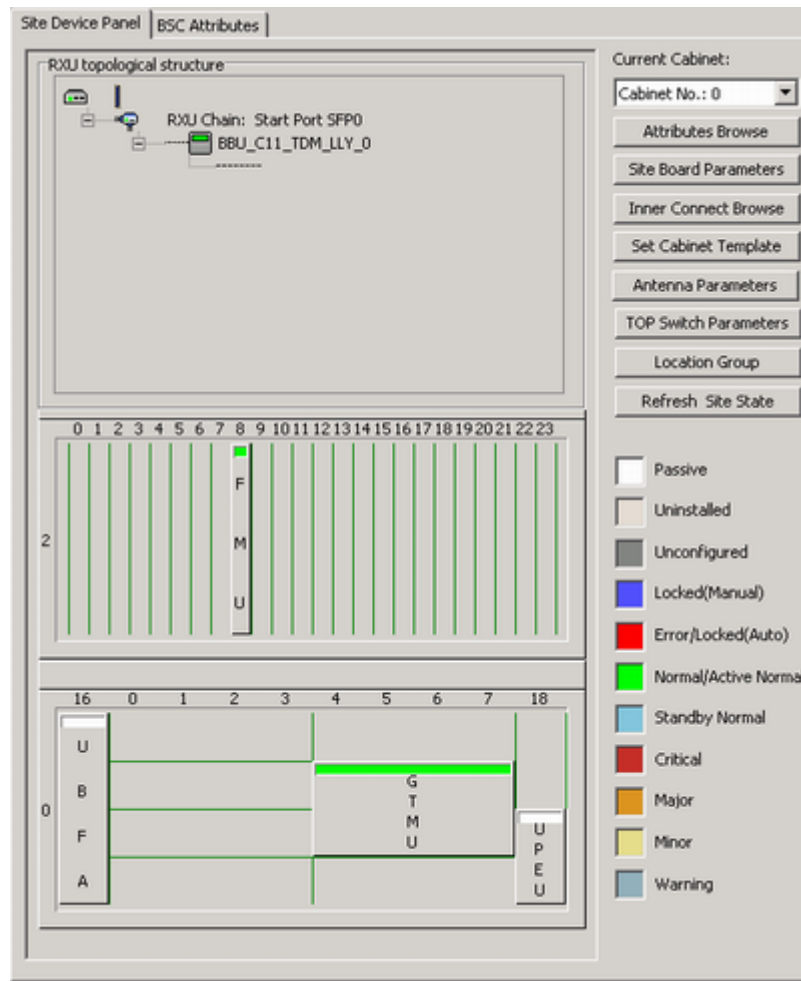 Site Device Panel
BSC Attributes
RXU topological structure
RXU Chain: Start Port SFP0
BBU_C11_TDM_LLY_0
Current Cabinet:
Cabinet No.: 0
Attributes Browse
Site Board Parameters
Inner Connect Browse
Set Cabinet Template
Antenna Parameters
TOP Switch Parameters
Location Group
Refresh Site State
0 1 2 3 4 5 6 7 8 9 10 11 12 13 14 15 16 17 18 19 20 21 22 23
2
F
M
U
16 0 1 2 3 4 5 6 7 18
0
U
B
F
A
G
T
M
U
U
P
E
U
Passive
Uninstalled
Unconfigured
Locked(Manual)
Error/Locked(Auto)
Normal/Active Norma
Standby Normal
Critical
Major
Minor
Warning